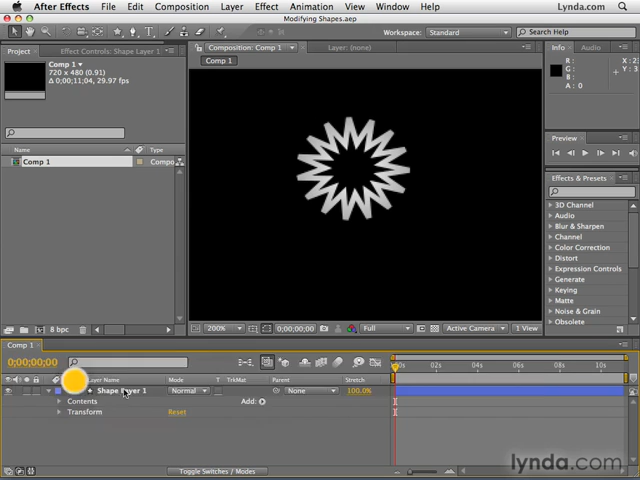 After Effects File Edit Composition Layer Effect Animation View Window Help Lynda.com
Modifying Shapes.aep
Workspace: Standard Search Help
Project Effect Controls: Shape Layer 1 Composition: Comp 1 Layer: (none) Info Audio
Comp 1
Comp 1
720 x 480 (0.91)
Δ 0;00;11;04, 29.97 fps
R:
G:
B:
A: 0
X: 23
Y: 3
Preview
Effects & Presets
Name Type
Comp 1 Compos
3D Channel
Audio
Blur & Sharpen
Channel
Color Correction
Distort
Expression Controls
Generate
Keying
Matte
Noise & Grain
Obsolete
8 bpc
200% 0;00;00;00 Full Active Camera 1 View
Comp 1
0;00;00;00
:00s 02s 04s 06s 08s 10s
Layer Name Mode T TrkMat Parent Stretch
Shape Layer 1 Normal None 100.0%
Contents Add:
Transform Reset
Toggle Switches / Modes
lynda.com